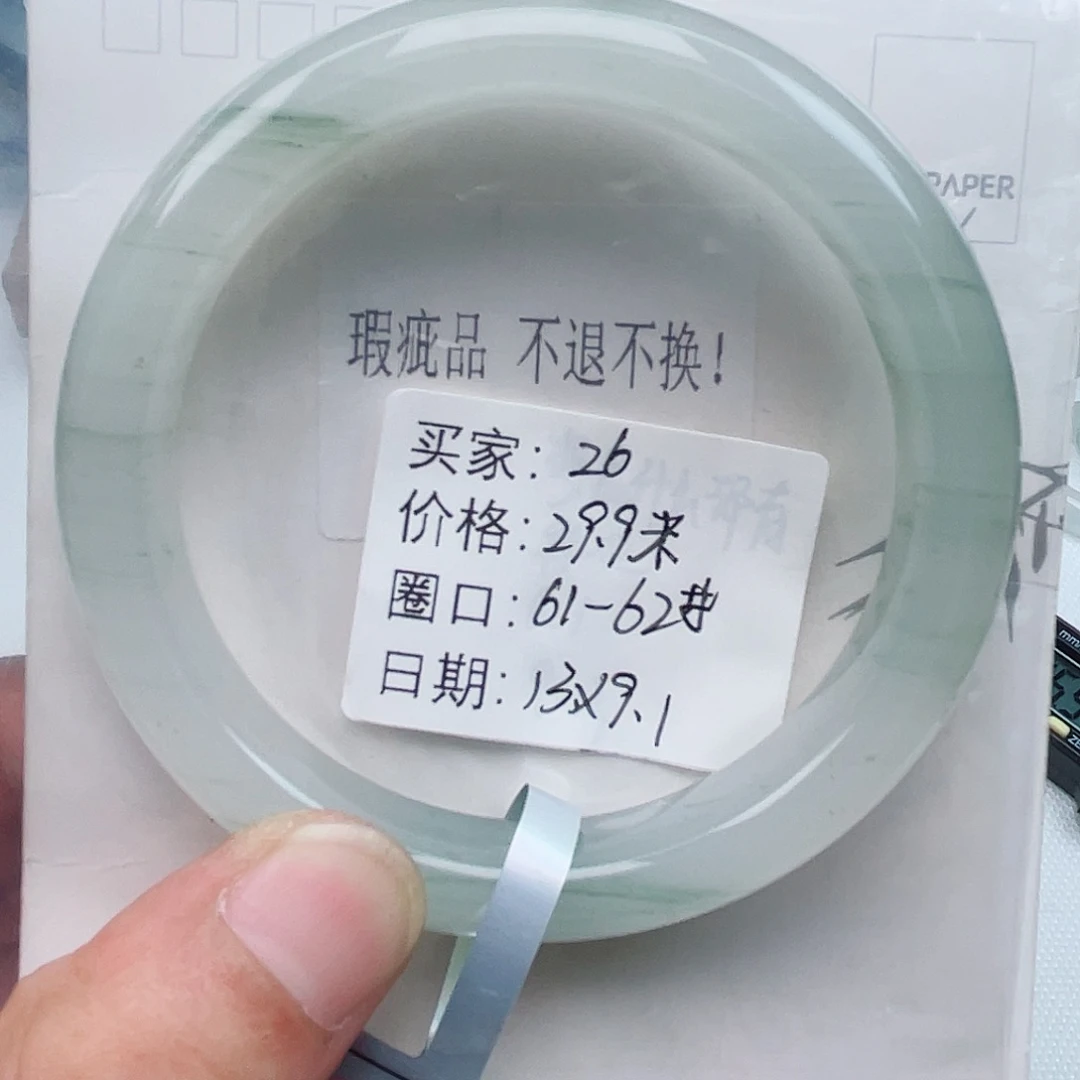 PAPER
瑕疵品 不退不换!
买家: 26
价格: 29.9米
圈口: 61-62#
日期: 13x9.1